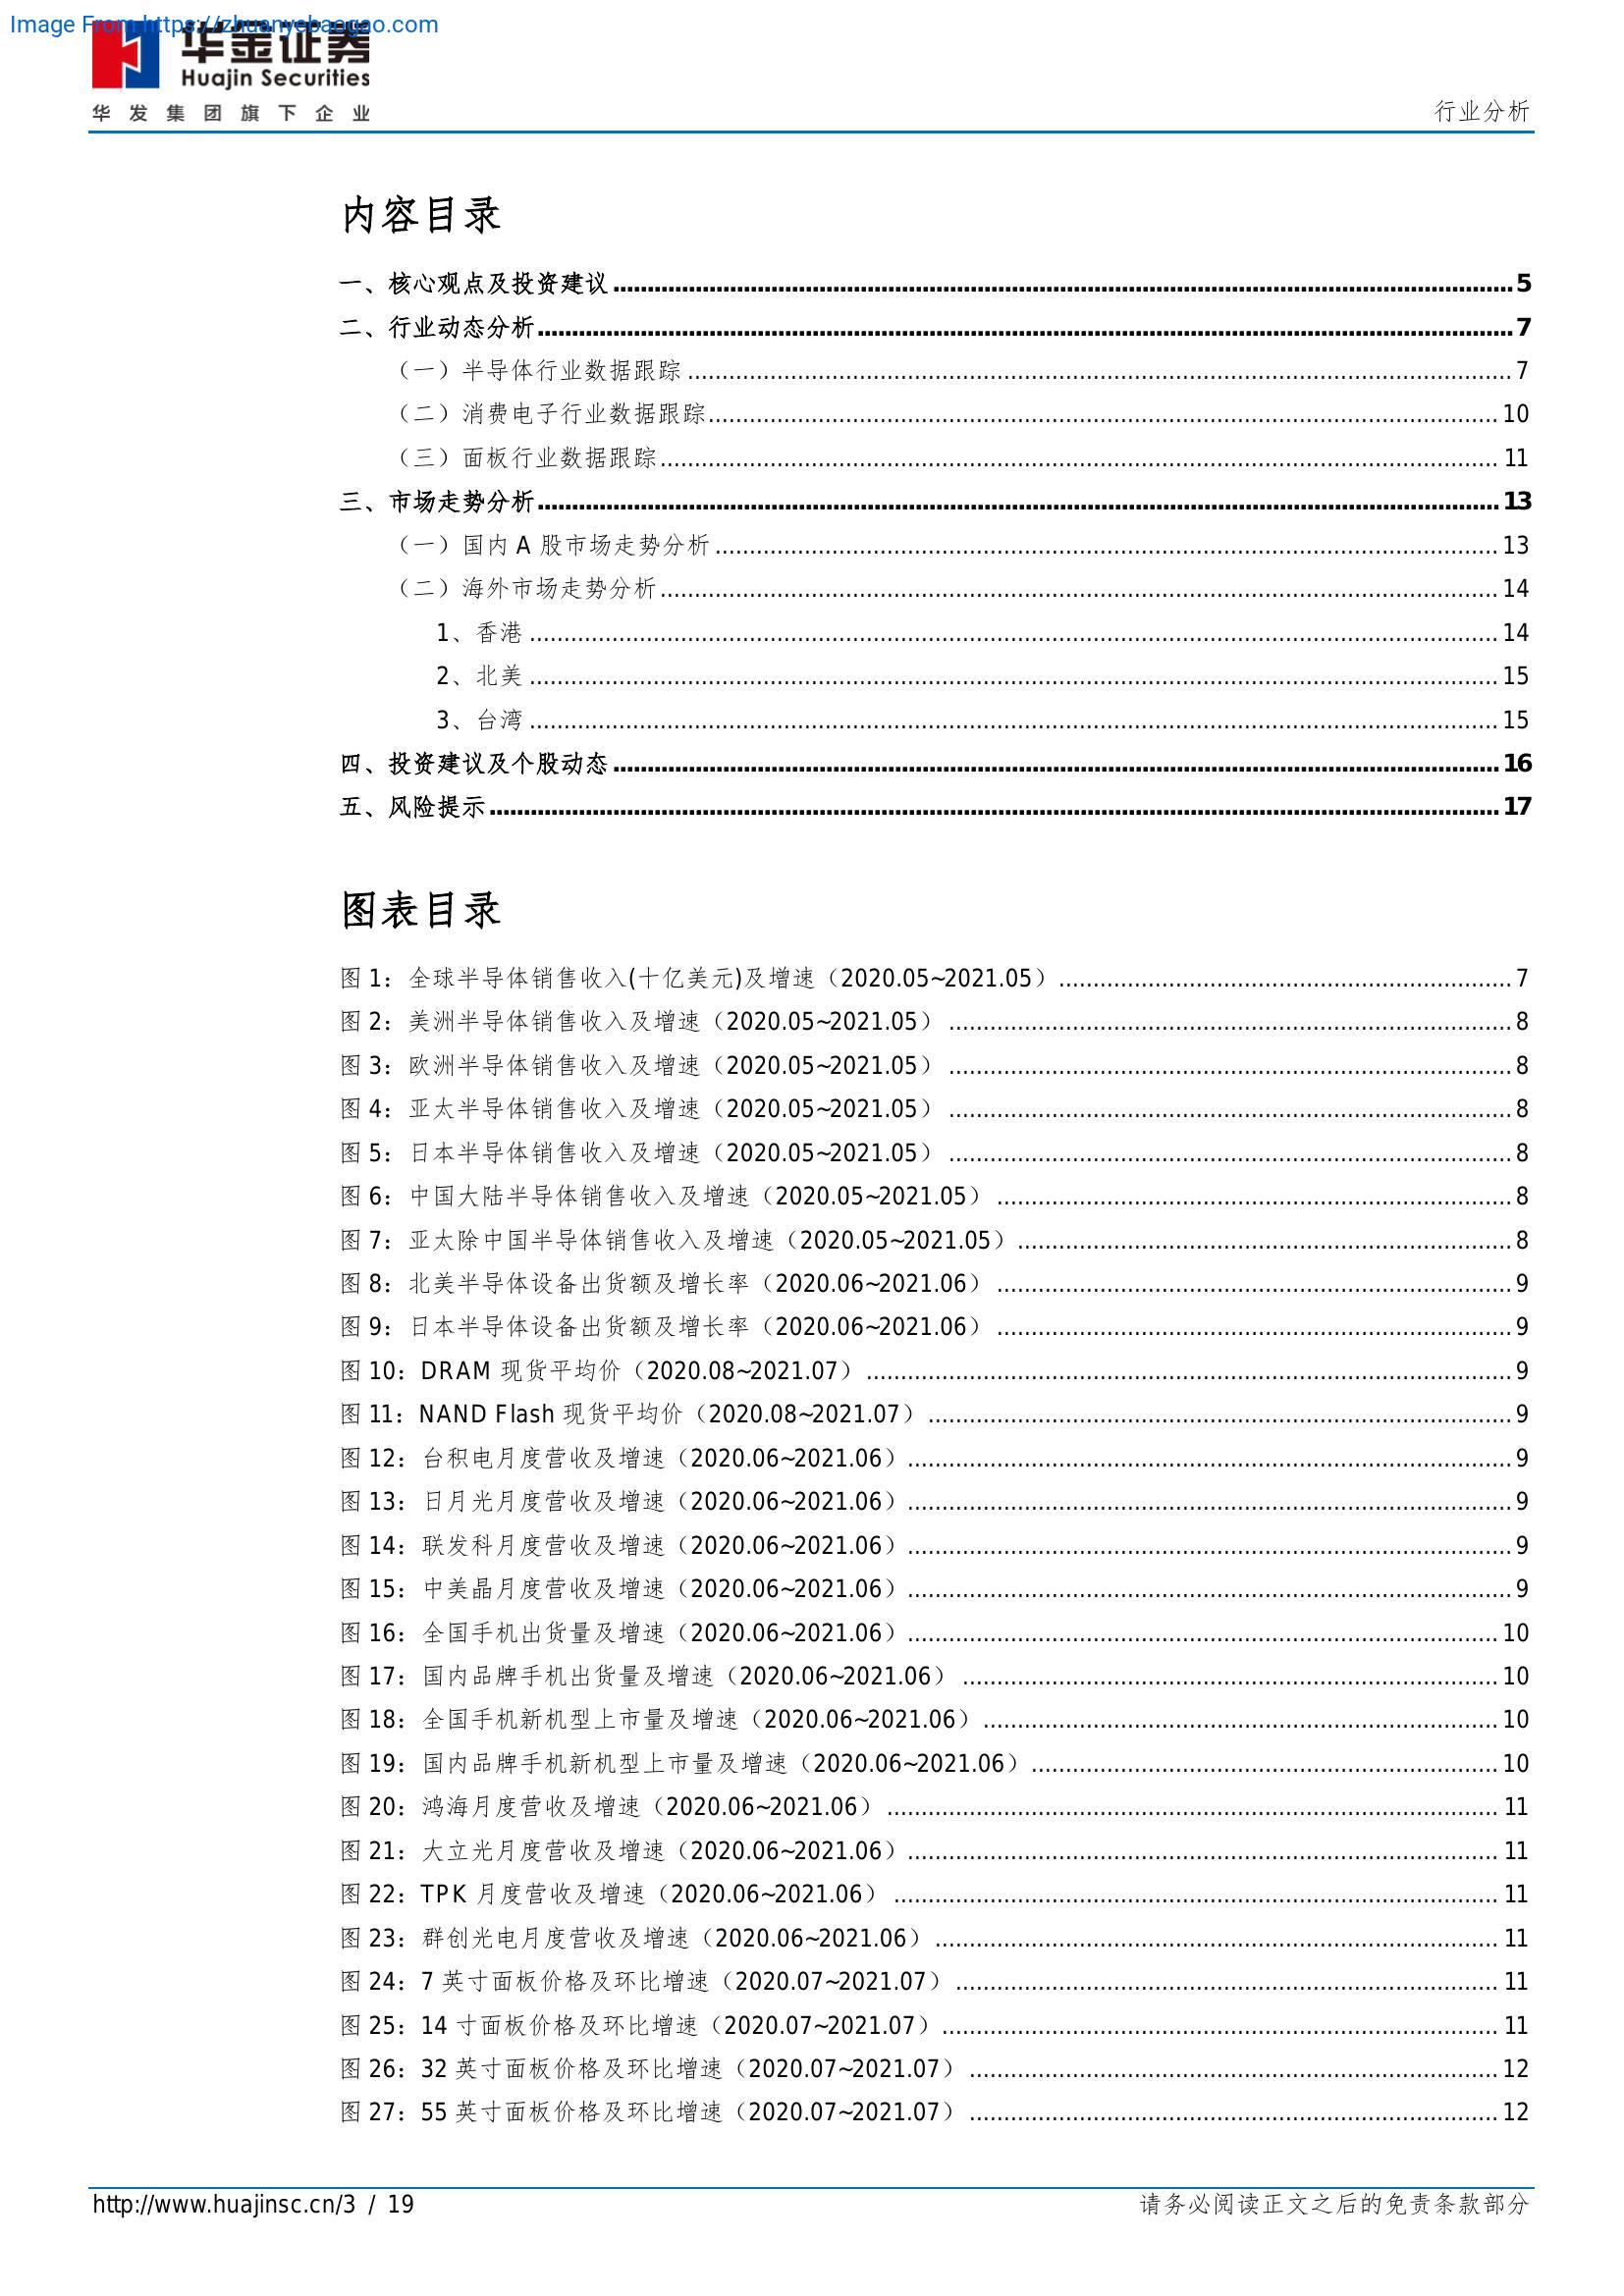 Image From https://zhuanyebaogao.com
华金证券
Huajin Securities
华发集团旗下企业
行业分析
内容目录
一、核心观点及投资建议 5
二、行业动态分析 7
（一）半导体行业数据跟踪 7
（二）消费电子行业数据跟踪 10
（三）面板行业数据跟踪 11
三、市场走势分析 13
（一）国内 A 股市场走势分析 13
（二）海外市场走势分析 14
1、香港 14
2、北美 15
3、台湾 15
四、投资建议及个股动态 16
五、风险提示 17
图表目录
图 1：全球半导体销售收入(十亿美元)及增速（2020.05~2021.05） 7
图 2：美洲半导体销售收入及增速（2020.05~2021.05） 8
图 3：欧洲半导体销售收入及增速（2020.05~2021.05） 8
图 4：亚太半导体销售收入及增速（2020.05~2021.05） 8
图 5：日本半导体销售收入及增速（2020.05~2021.05） 8
图 6：中国大陆半导体销售收入及增速（2020.05~2021.05） 8
图 7：亚太除中国半导体销售收入及增速（2020.05~2021.05） 8
图 8：北美半导体设备出货额及增长率（2020.06~2021.06） 9
图 9：日本半导体设备出货额及增长率（2020.06~2021.06） 9
图 10：DRAM 现货平均价（2020.08~2021.07） 9
图 11：NAND Flash 现货平均价（2020.08~2021.07） 9
图 12：台积电月度营收及增速（2020.06~2021.06） 9
图 13：日月光月度营收及增速（2020.06~2021.06） 9
图 14：联发科月度营收及增速（2020.06~2021.06） 9
图 15：中美晶月度营收及增速（2020.06~2021.06） 9
图 16：全国手机出货量及增速（2020.06~2021.06） 10
图 17：国内品牌手机出货量及增速（2020.06~2021.06） 10
图 18：全国手机新机型上市量及增速（2020.06~2021.06） 10
图 19：国内品牌手机新机型上市量及增速（2020.06~2021.06） 10
图 20：鸿海月度营收及增速（2020.06~2021.06） 11
图 21：大立光月度营收及增速（2020.06~2021.06） 11
图 22：TPK 月度营收及增速（2020.06~2021.06） 11
图 23：群创光电月度营收及增速（2020.06~2021.06） 11
图 24：7 英寸面板价格及环比增速（2020.07~2021.07） 11
图 25：14 寸面板价格及环比增速（2020.07~2021.07） 11
图 26：32 英寸面板价格及环比增速（2020.07~2021.07） 12
图 27：55 英寸面板价格及环比增速（2020.07~2021.07） 12
http://www.huajinsc.cn/3 / 19
请务必阅读正文之后的免责条款部分